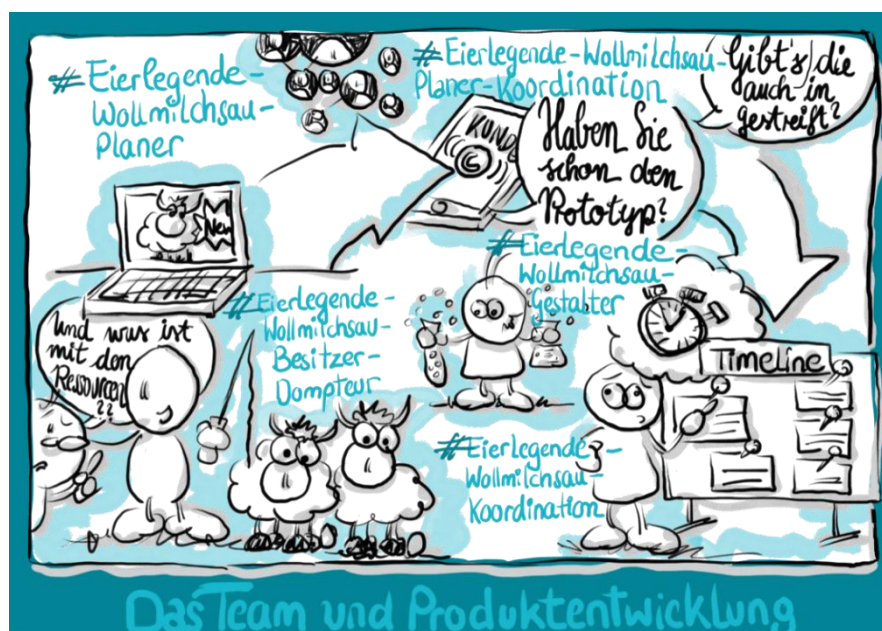 # Eierlegende-
Wollmilchsau-
Planer
# Eierlegende-Wollmilchsau-
Planer-Koordination
Gibt's die
auch in
gestreift?
KUND
©
Haben Sie
schon den
Prototyp?
Neu
# Eierlegende-
Wollmilchsau-
Gestalter
# Eierlegende-
Wollmilchsau-
Besitzer-
Dompteur
Und was ist
mit den
Ressourcen
??
Timeline
# Eierlegende-
Wollmilchsau-
Koordination
Das Team und Produktentwicklung